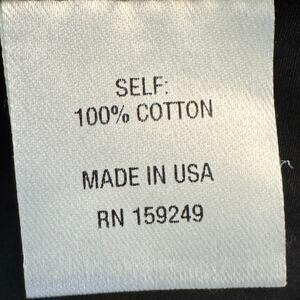 SELF:
100% COTTON
MADE IN USA
RN 159249